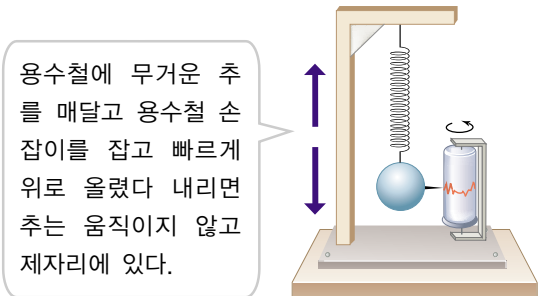 용수철에 무거운 추
를 매달고 용수철 손
잡이를 잡고 빠르게
위로 올렸다 내리면
추는 움직이지 않고
제자리에 있다.